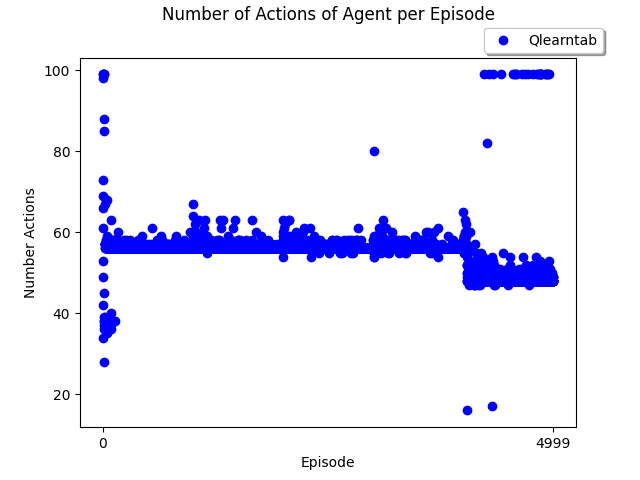 Number of Actions of Agent per Episode
Qlearntab
100
80
60
40
20
Number Actions
0
4999
Episode